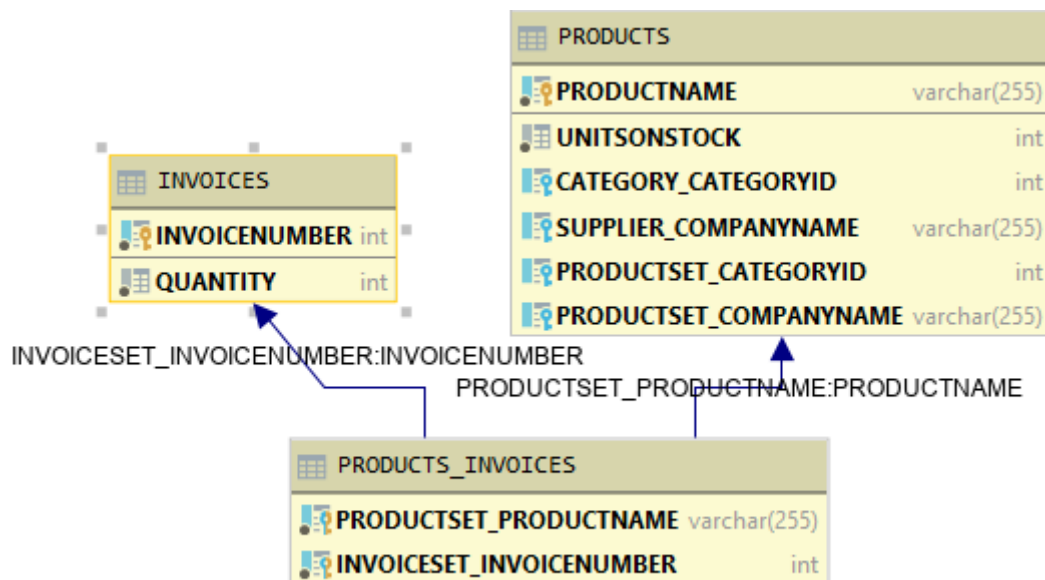 PRODUCTS
PRODUCTNAME varchar(255)
UNITSONSTOCK int
CATEGORY_CATEGORYID int
SUPPLIER_COMPANYNAME varchar(255)
PRODUCTSET_CATEGORYID int
PRODUCTSET_COMPANYNAME varchar(255)
INVOICES
INVOICENUMBER int
QUANTITY int
INVOICESET_INVOICENUMBER:INVOICENUMBER
PRODUCTSET_PRODUCTNAME:PRODUCTNAME
PRODUCTS_INVOICES
PRODUCTSET_PRODUCTNAME varchar(255)
INVOICESET_INVOICENUMBER int